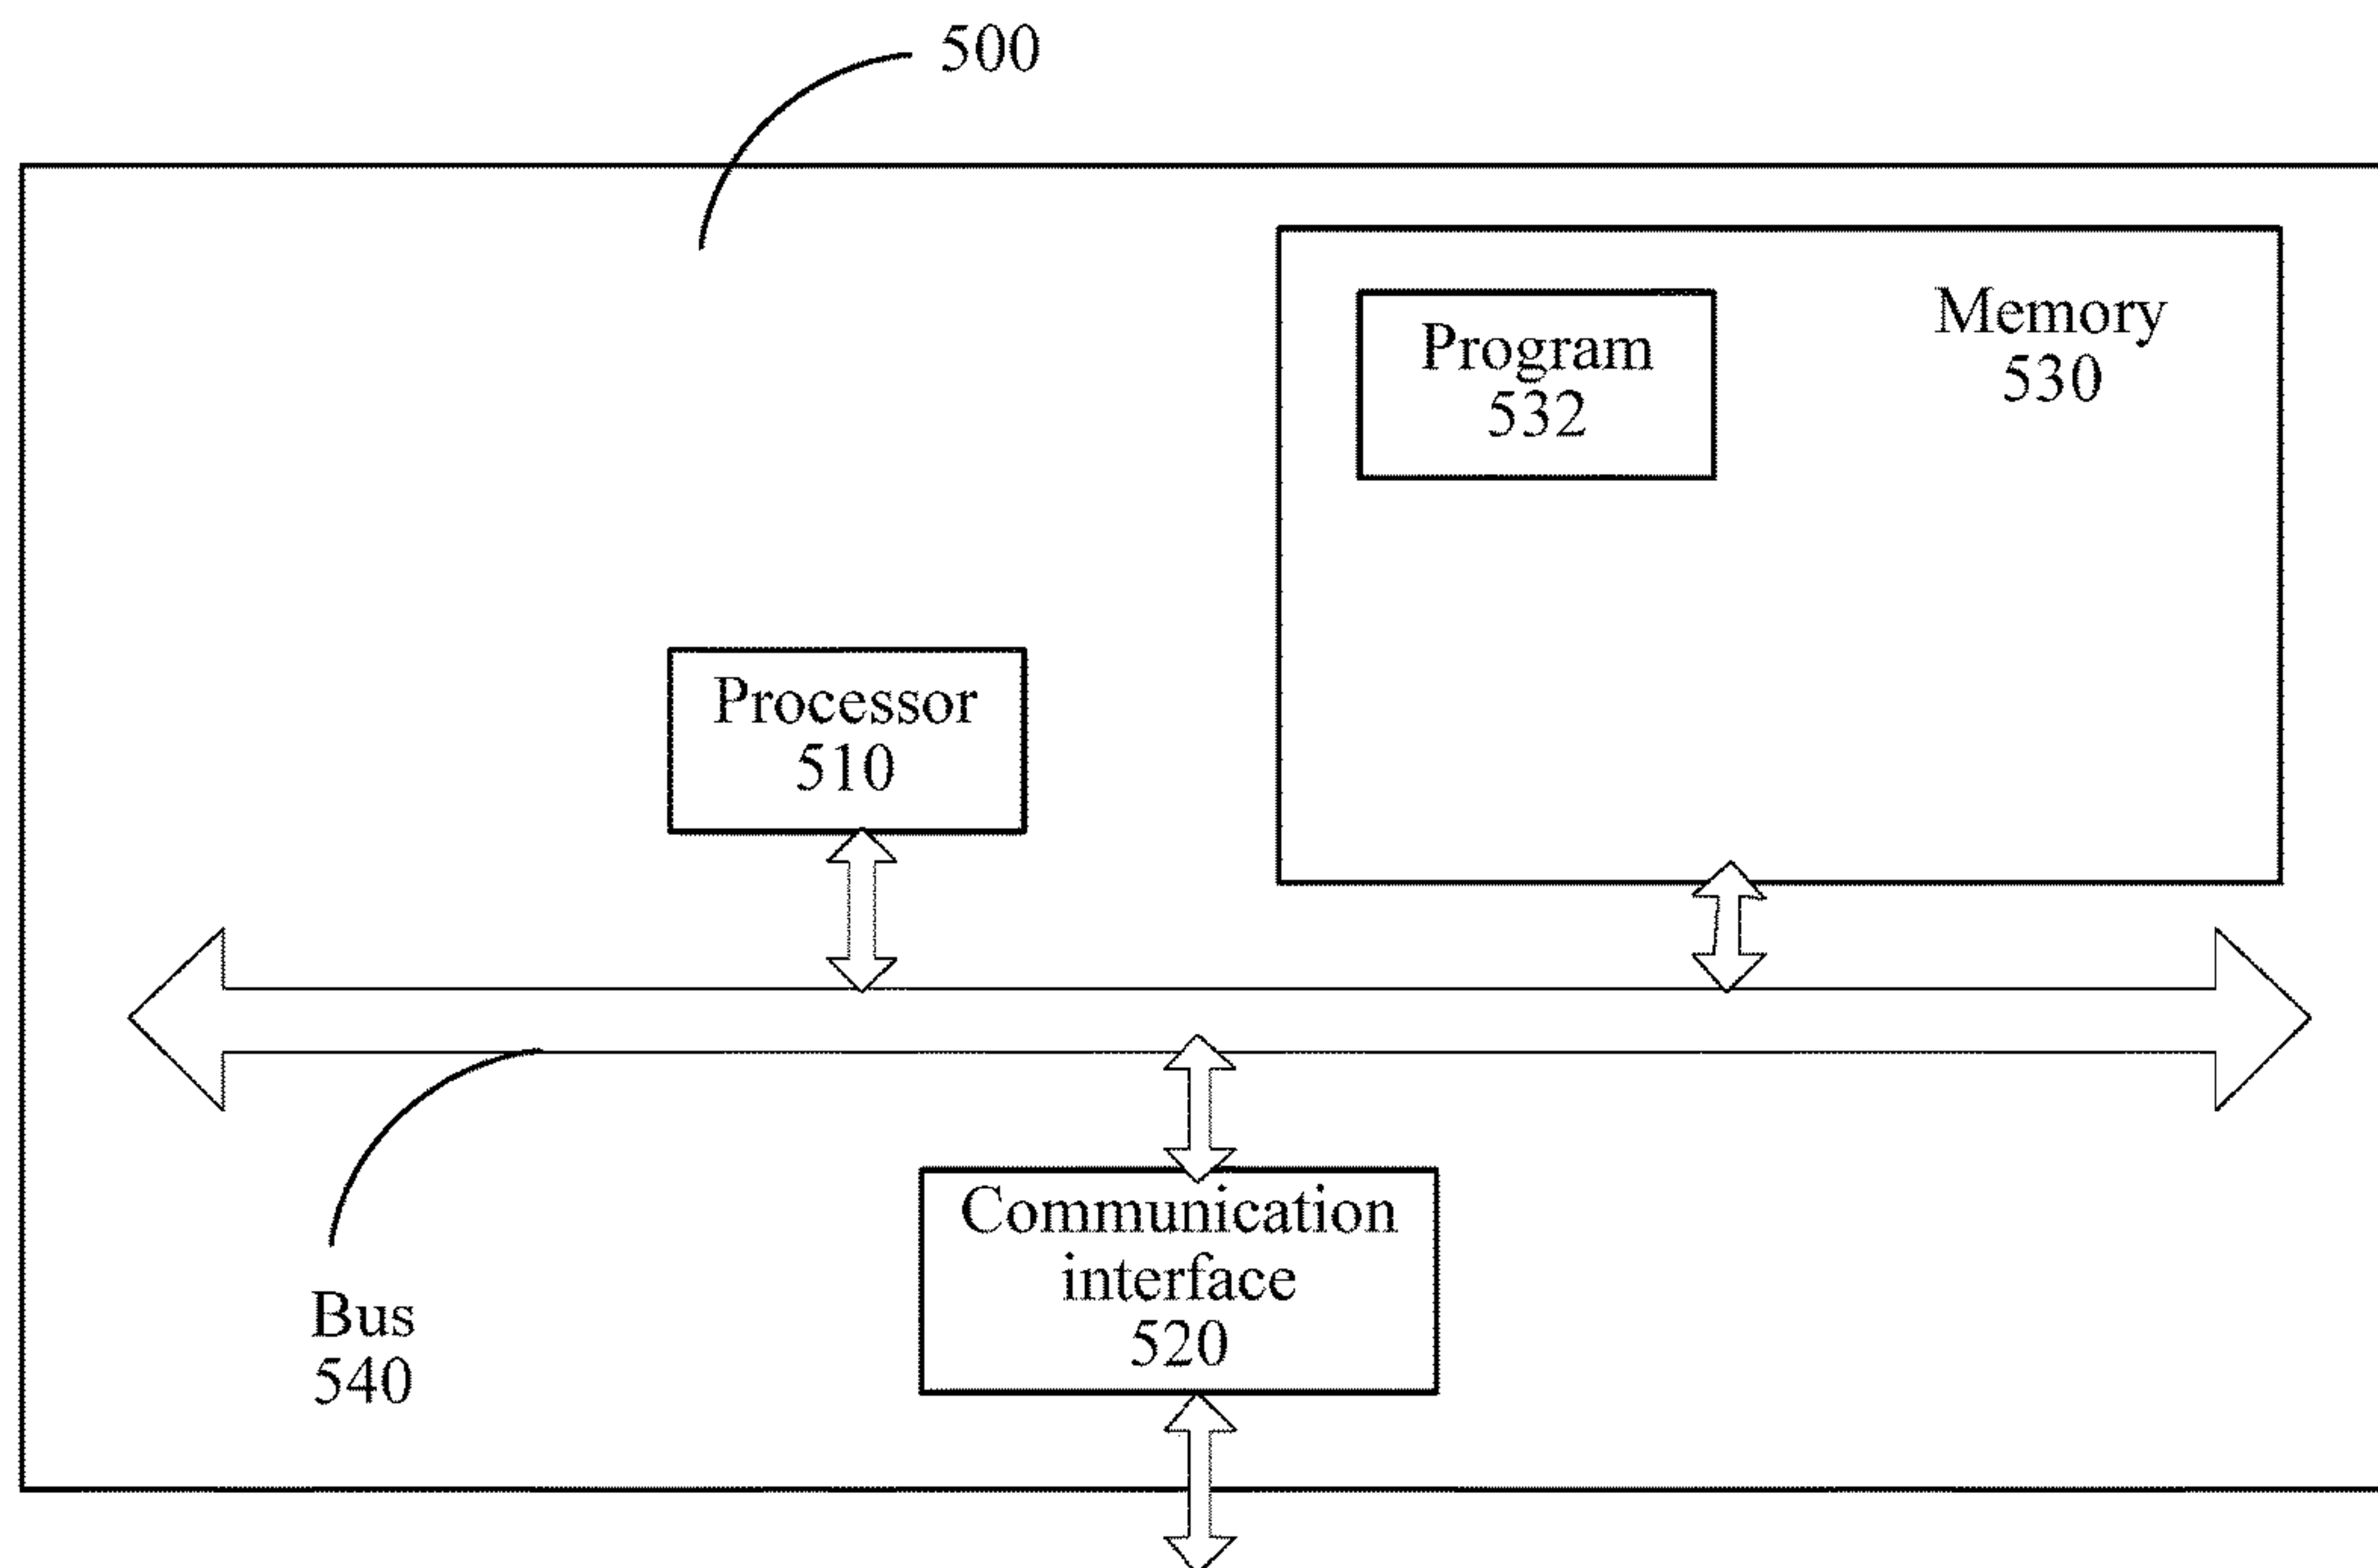 500
Program
532
Memory
530
Processor
510
Communication
interface
520
Bus
540